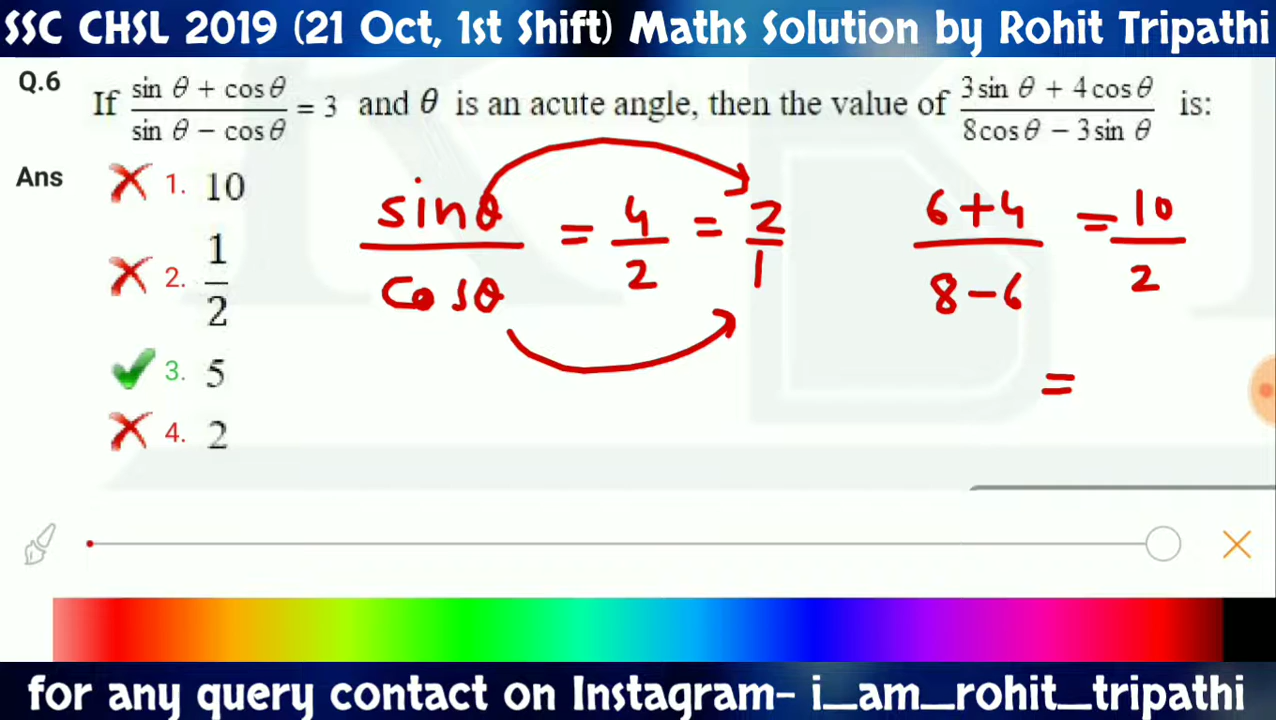 SSC CHSL 2019 (21 Oct, 1st Shift) Maths Solution by Rohit Tripathi
Q.6 If (sin θ + cos θ)/(sin θ − cos θ) = 3 and θ is an acute angle, then the value of (3 sin θ + 4 cos θ)/(8 cos θ − 3 sin θ) is:
Ans
1. 10
2. 1/2
3. 5
4. 2
sinθ/cosθ = 4/2 = 2/1
(6+4)/(8−6) = 10/2
=
for any query contact on Instagram- i_am_rohit_tripathi